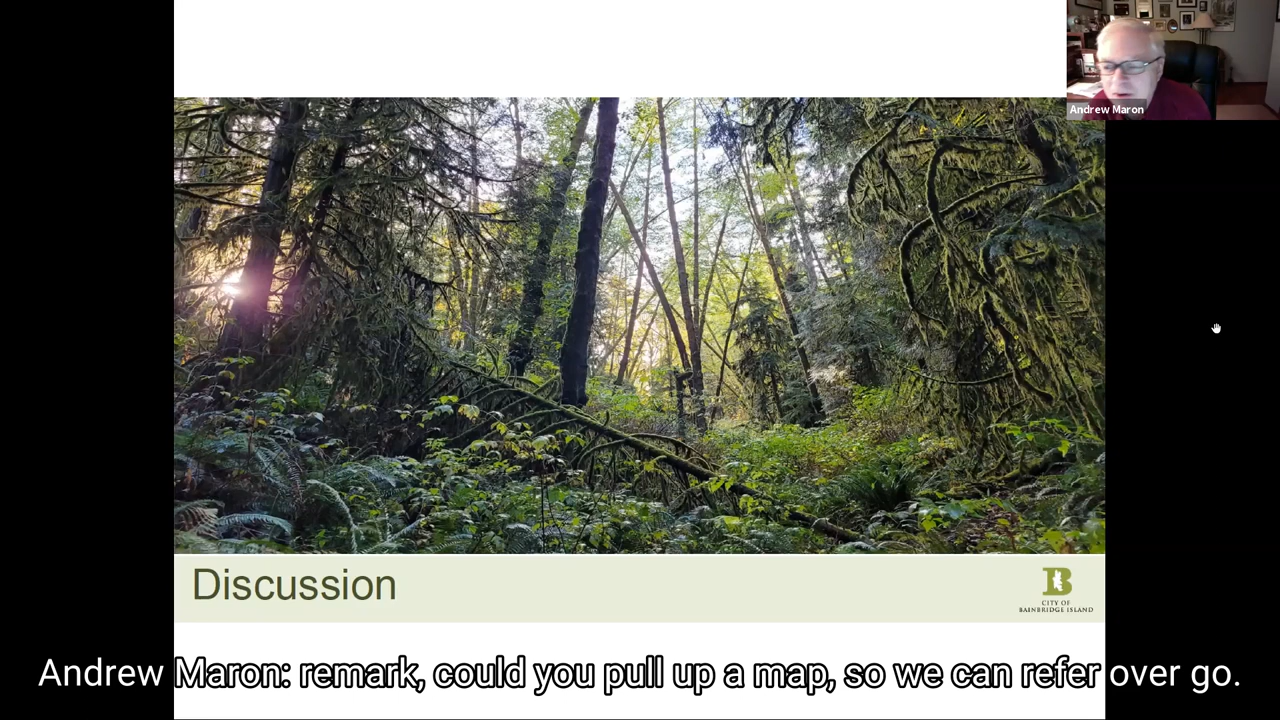 Andrew Maron
Discussion
B
CITY OF
BAINBRIDGE ISLAND
Andrew Maron: remark, could you pull up a map, so we can refer over go.